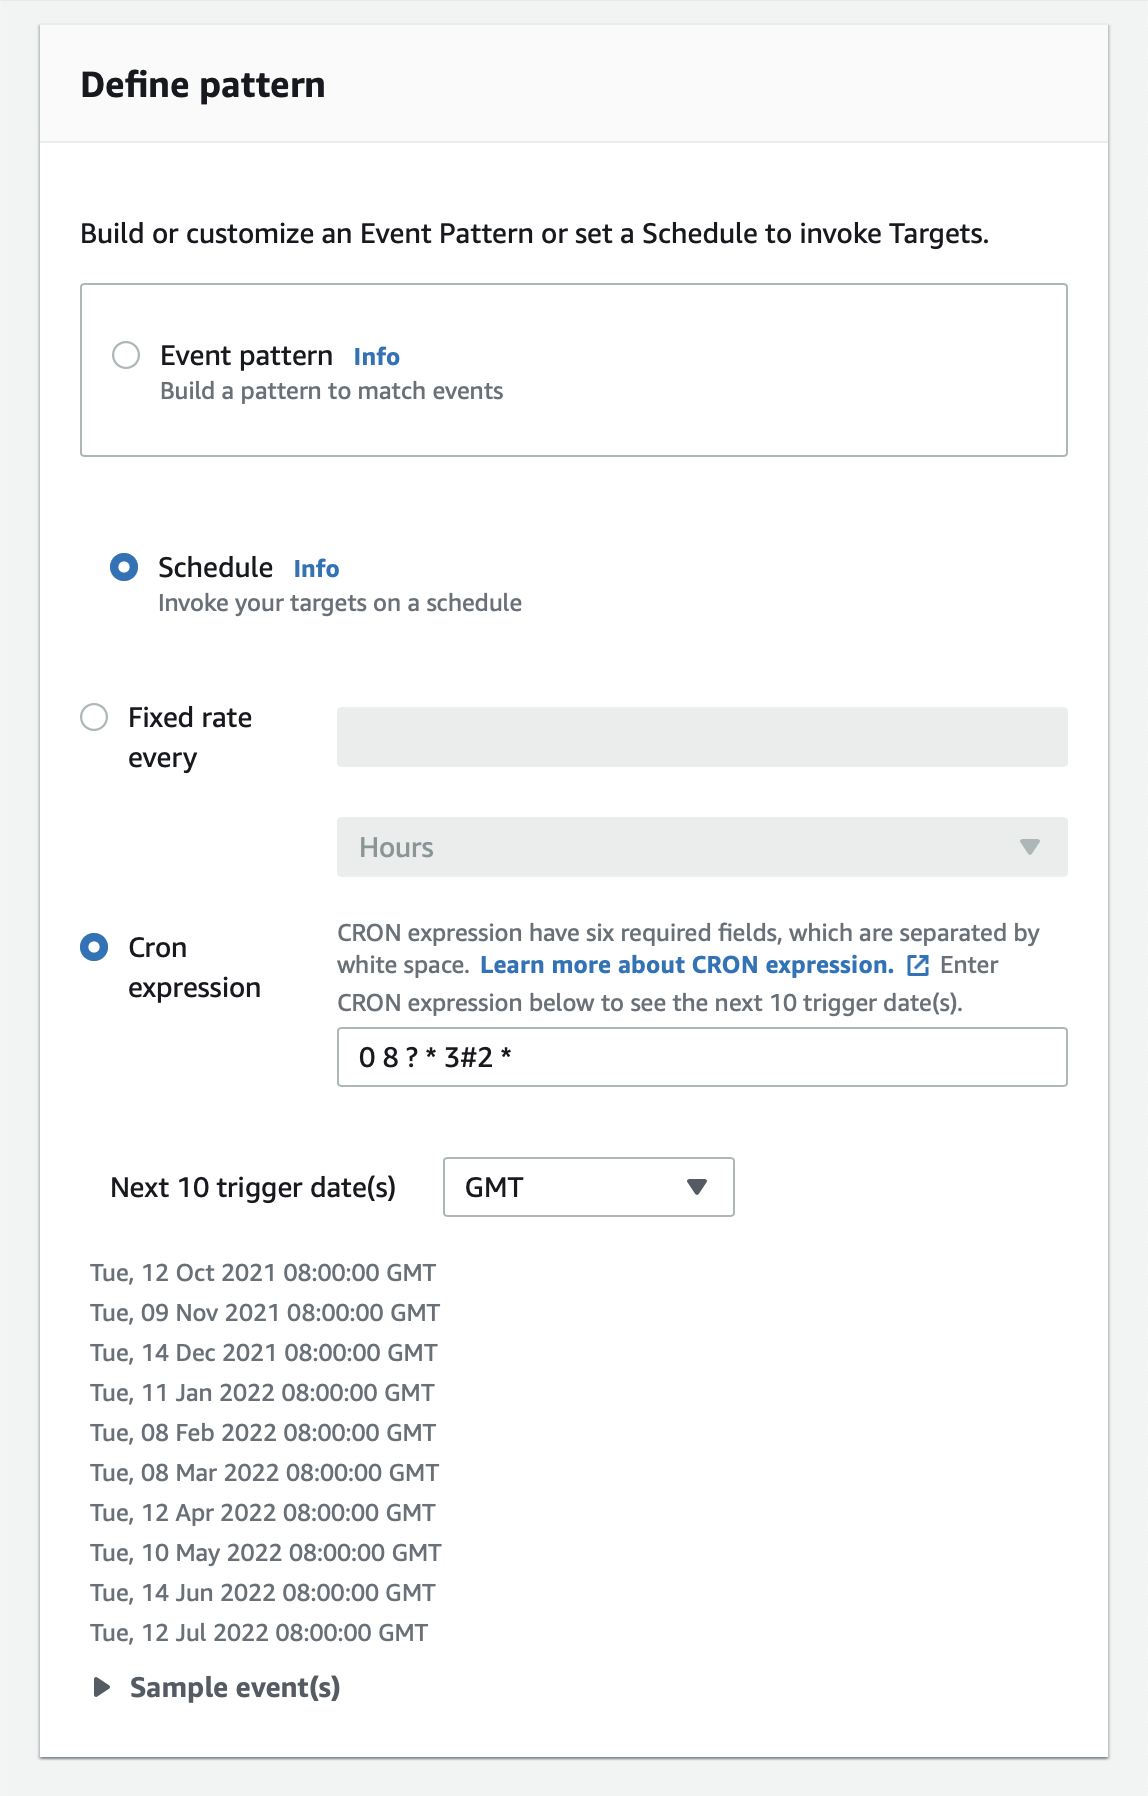 Define pattern
Build or customize an Event Pattern or set a Schedule to invoke Targets.
Event pattern Info
Build a pattern to match events
Schedule Info
Invoke your targets on a schedule
Fixed rate
every
Hours
Cron
expression
CRON expression have six required fields, which are separated by
white space. Learn more about CRON expression. Enter
CRON expression below to see the next 10 trigger date(s).
0 8 ? * 3#2 *
Next 10 trigger date(s) GMT
Tue, 12 Oct 2021 08:00:00 GMT
Tue, 09 Nov 2021 08:00:00 GMT
Tue, 14 Dec 2021 08:00:00 GMT
Tue, 11 Jan 2022 08:00:00 GMT
Tue, 08 Feb 2022 08:00:00 GMT
Tue, 08 Mar 2022 08:00:00 GMT
Tue, 12 Apr 2022 08:00:00 GMT
Tue, 10 May 2022 08:00:00 GMT
Tue, 14 Jun 2022 08:00:00 GMT
Tue, 12 Jul 2022 08:00:00 GMT
Sample event(s)